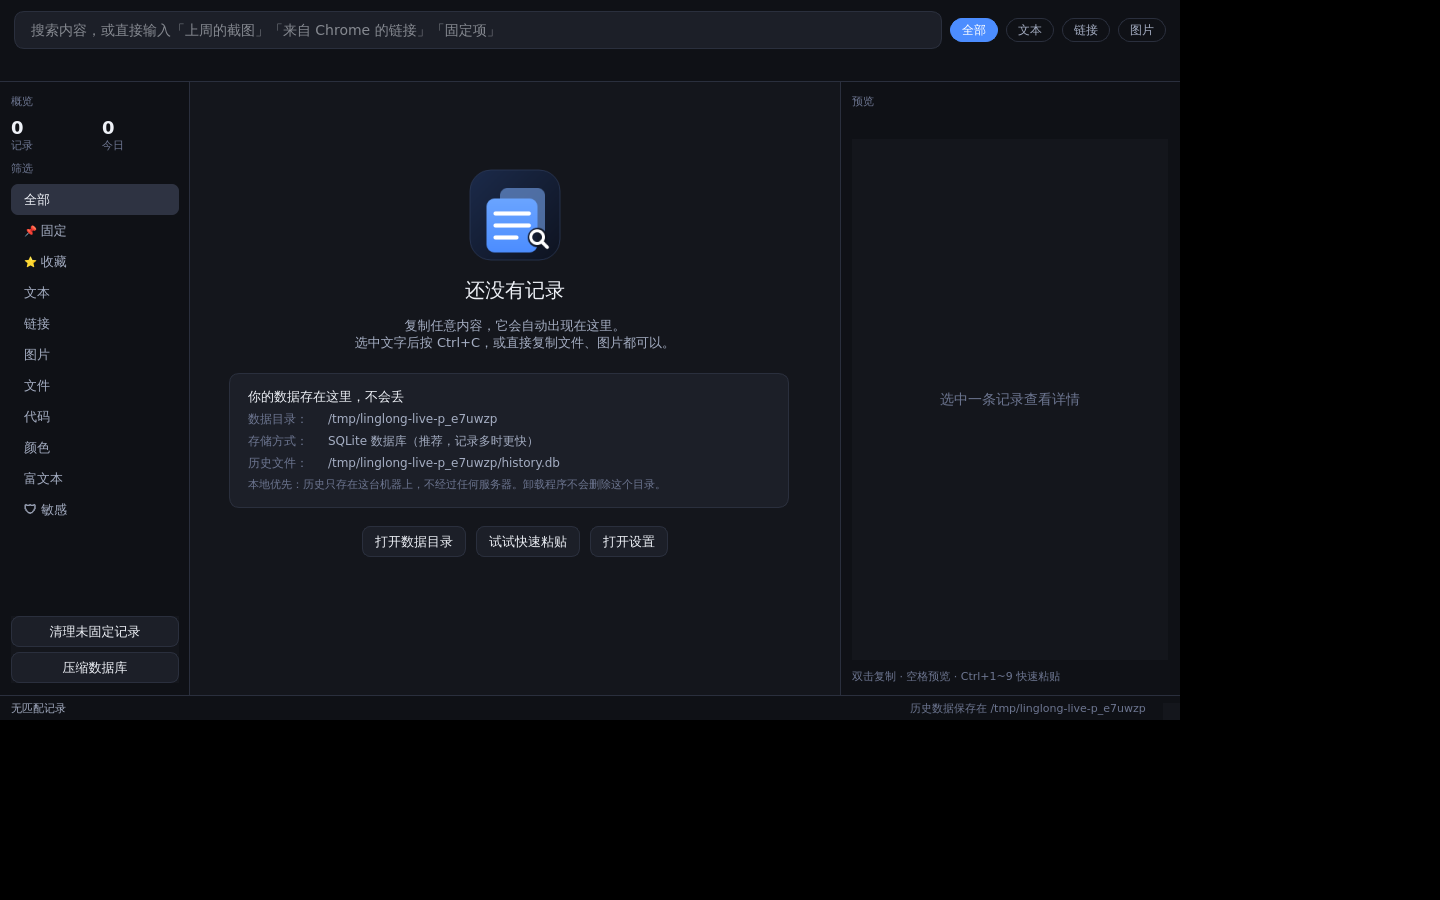 搜索内容，或直接输入「上周的截图」「来自 Chrome 的链接」「固定项」
全部
文本
链接
图片
概览
0
0
记录
今日
筛选
全部
📌 固定
⭐ 收藏
文本
链接
图片
文件
代码
颜色
富文本
🛡 敏感
清理未固定记录
压缩数据库
还没有记录
复制任意内容，它会自动出现在这里。
选中文字后按 Ctrl+C，或直接复制文件、图片都可以。
你的数据存在这里，不会丢
数据目录： /tmp/linglong-live-p_e7uwzp
存储方式： SQLite 数据库（推荐，记录多时更快）
历史文件： /tmp/linglong-live-p_e7uwzp/history.db
本地优先：历史只存在这台机器上，不经过任何服务器。卸载程序不会删除这个目录。
打开数据目录
试试快速粘贴
打开设置
预览
选中一条记录查看详情
双击复制 · 空格预览 · Ctrl+1~9 快速粘贴
无匹配记录
历史数据保存在 /tmp/linglong-live-p_e7uwzp